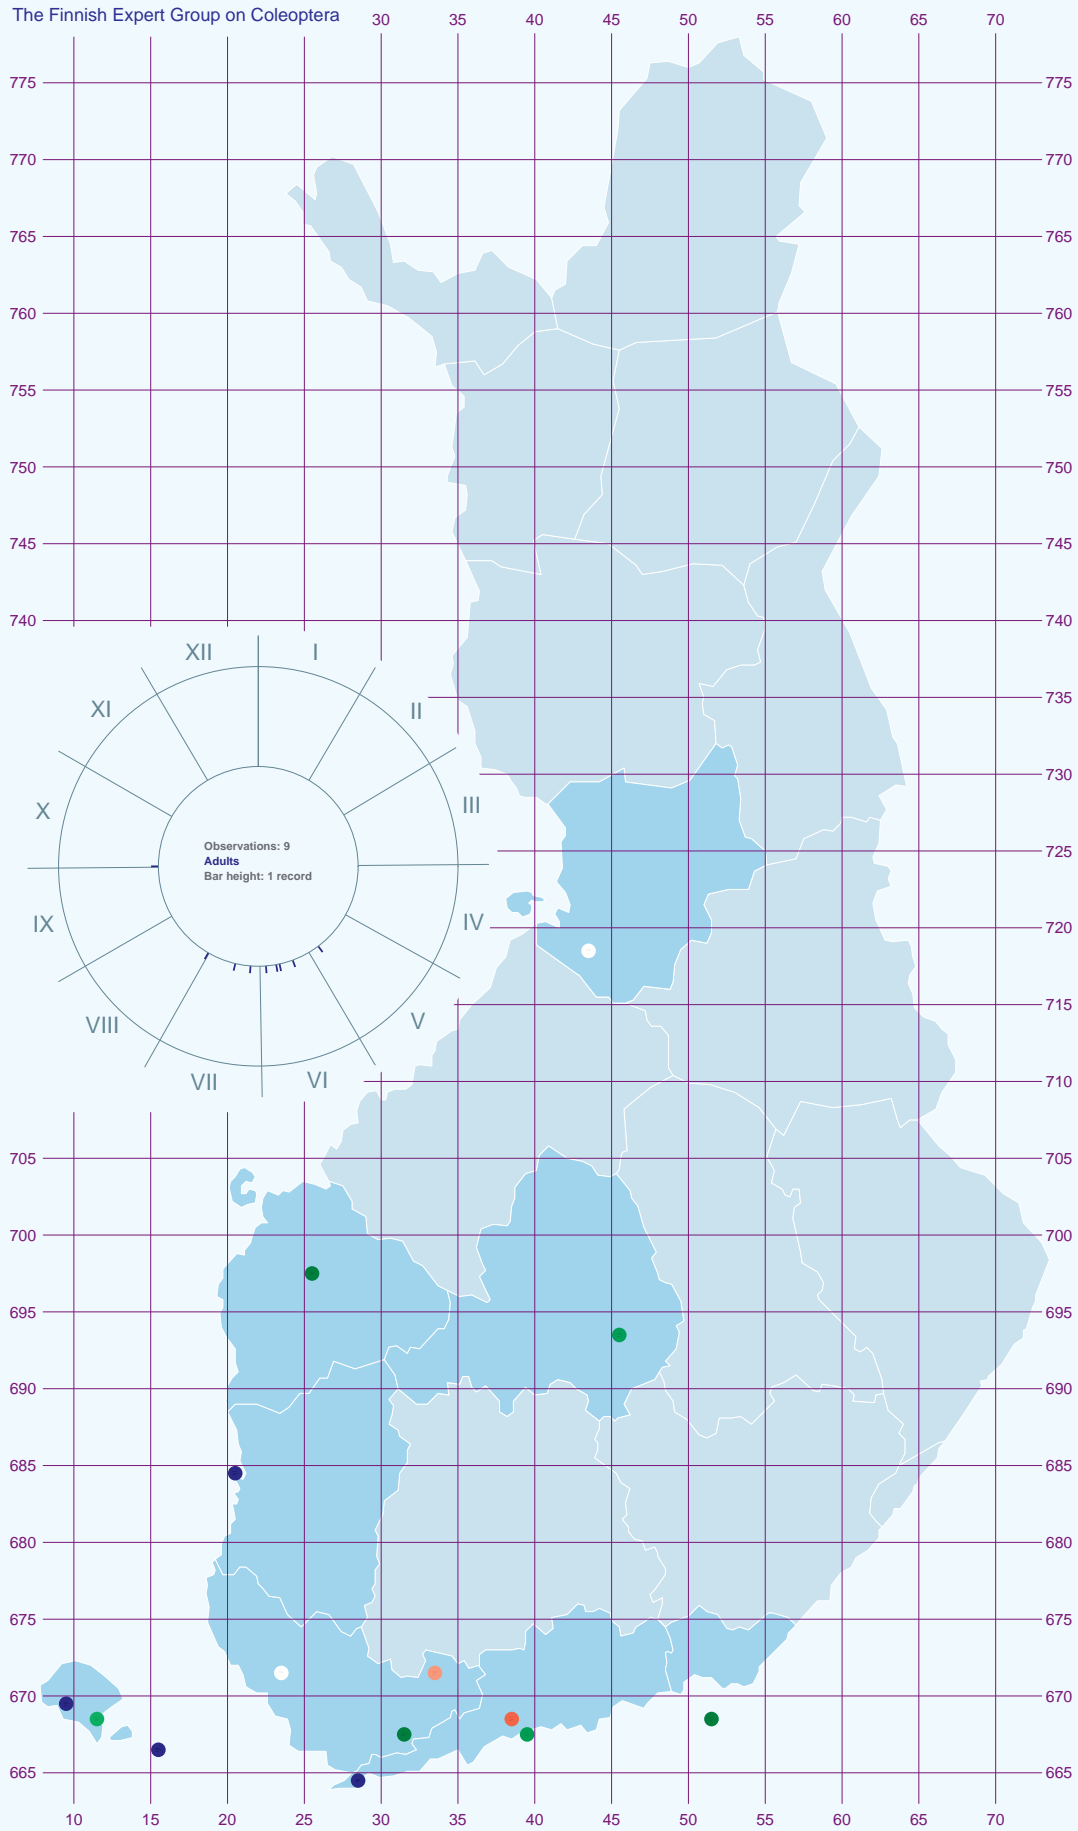 The Finnish Expert Group on Coleoptera
30 35 40 45 50 55 60 65 70
775 775
770 770
765 765
760 760
755 755
750 750
745 745
740 740
XII I
XI II
735
730
X III
Observations: 9
Adults
Bar height: 1 record
725
IX IV
720
715
VIII V
VII VI
710
705 705
700 700
695 695
690 690
685 685
680 680
675 675
670 670
665 665
10 15 20 25 30 35 40 45 50 55 60 65 70